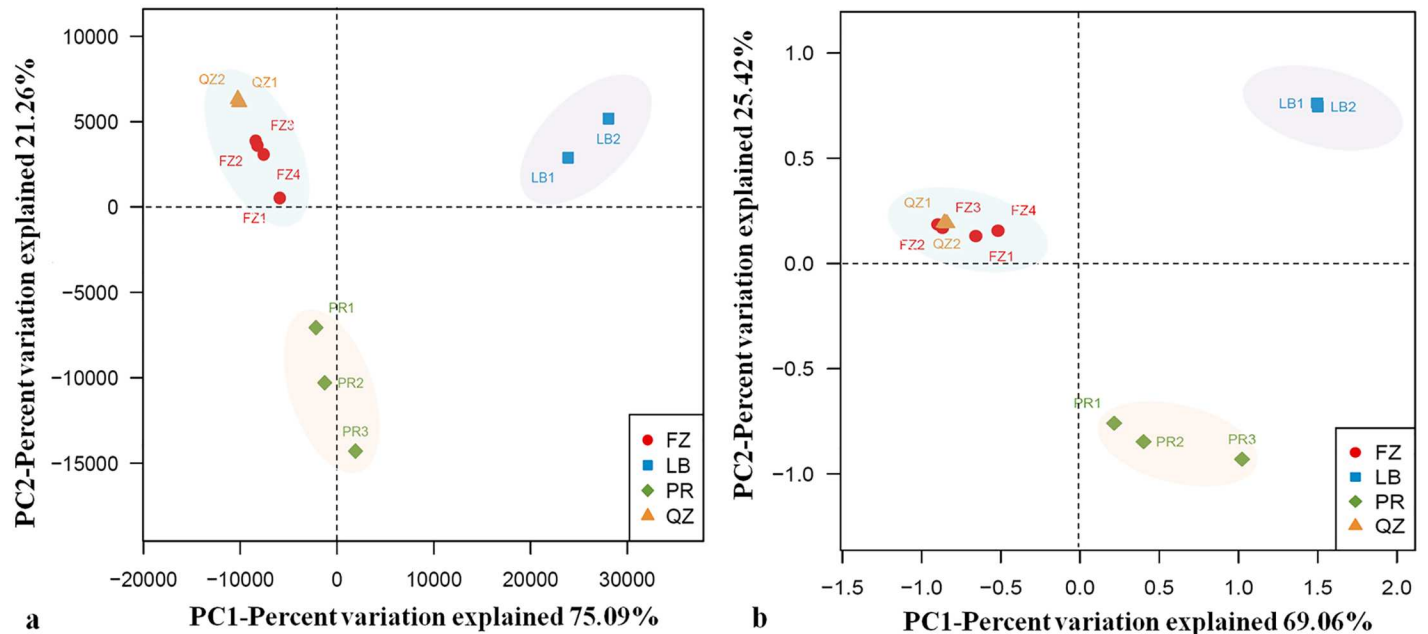 PC2-Percent variation explained 21.26%
10000
5000
0
−5000
−10000
−15000
QZ2
QZ1
FZ3
FZ2
FZ4
FZ1
LB2
LB1
PR1
PR2
PR3
FZ
LB
PR
QZ
−20000
−10000
0
10000
20000
30000
PC1-Percent variation explained 75.09%
a
PC2-Percent variation explained 25.42%
1.0
0.5
0.0
−0.5
−1.0
LB1
LB2
QZ1
FZ3
FZ4
FZ2
QZ2
FZ1
PR1
PR2
PR3
FZ
LB
PR
QZ
−1.5
−1.0
−0.5
0.0
0.5
1.0
1.5
2.0
PC1-Percent variation explained 69.06%
b